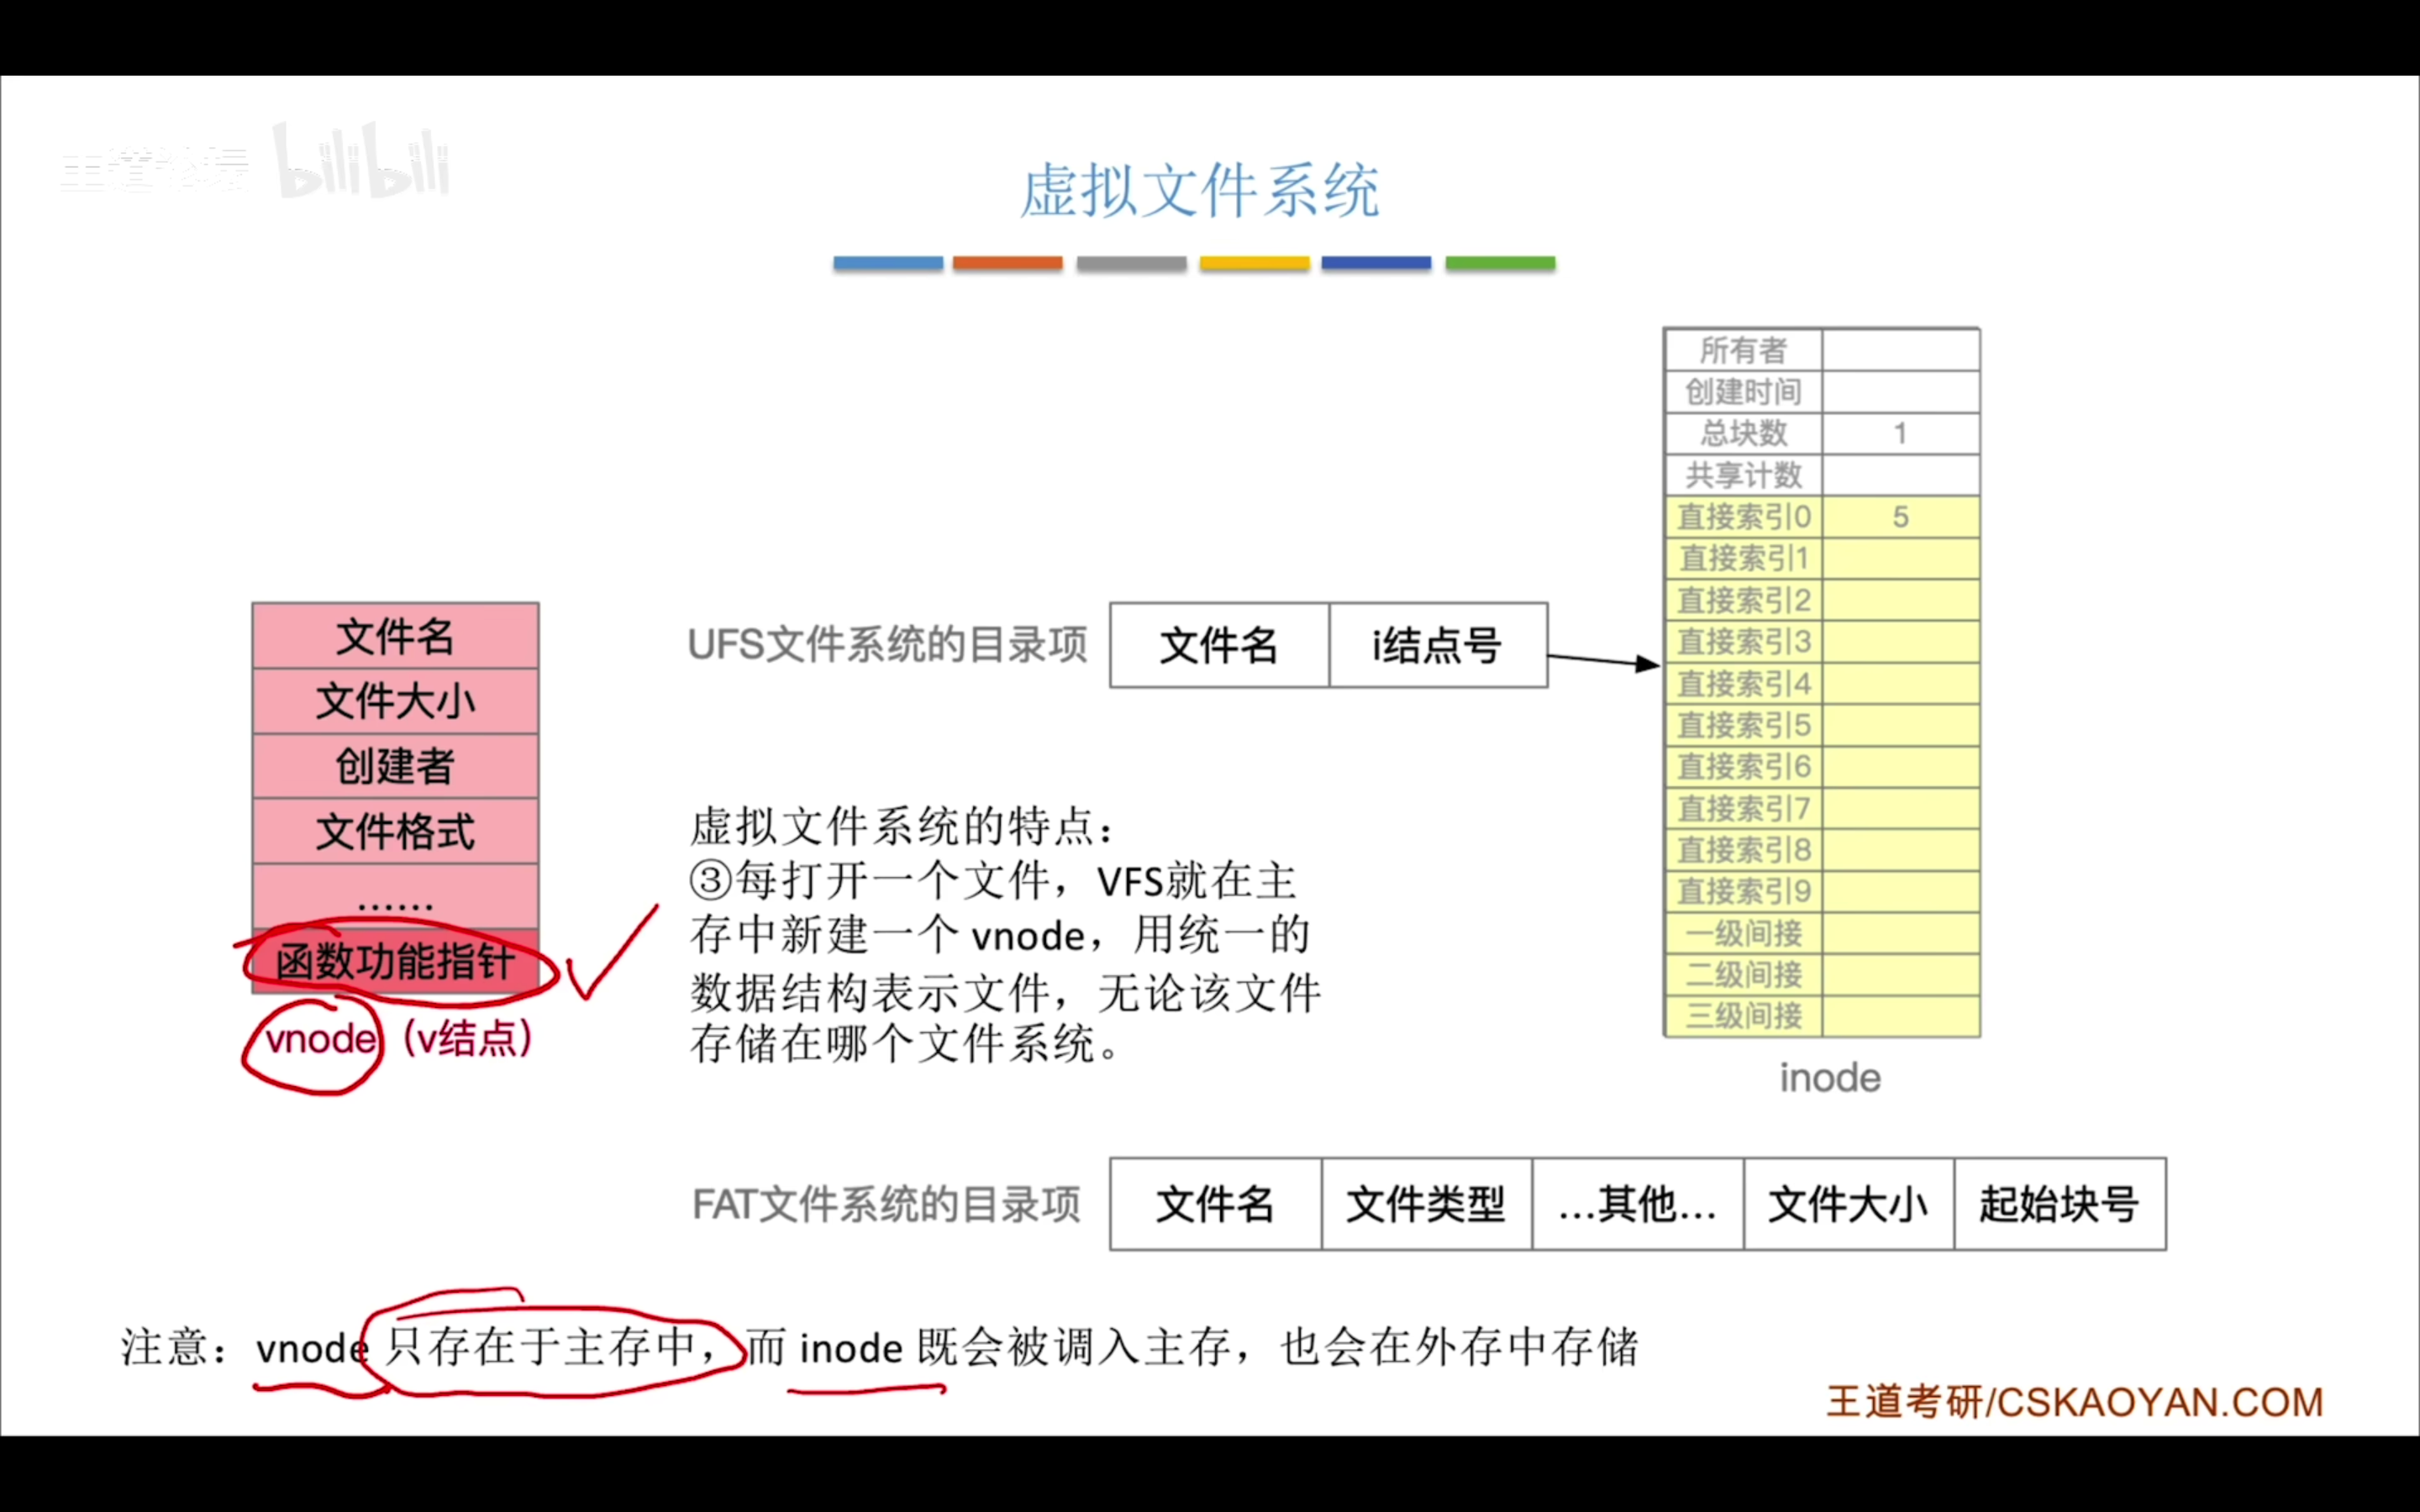 王道论坛 bilibili
虚拟文件系统
所有者
创建时间
总块数 1
共享计数
直接索引0 5
直接索引1
直接索引2
直接索引3
直接索引4
直接索引5
直接索引6
直接索引7
直接索引8
直接索引9
一级间接
二级间接
三级间接
inode
文件名
文件大小
创建者
文件格式
......
函数功能指针
vnode（v结点）
UFS文件系统的目录项 文件名 i结点号
虚拟文件系统的特点：
③每打开一个文件，VFS就在主
存中新建一个 vnode，用统一的
数据结构表示文件，无论该文件
存储在哪个文件系统。
FAT文件系统的目录项 文件名 文件类型 ...其他... 文件大小 起始块号
注意：vnode 只存在于主存中，而 inode 既会被调入主存，也会在外存中存储
王道考研/CSKAOYAN.COM